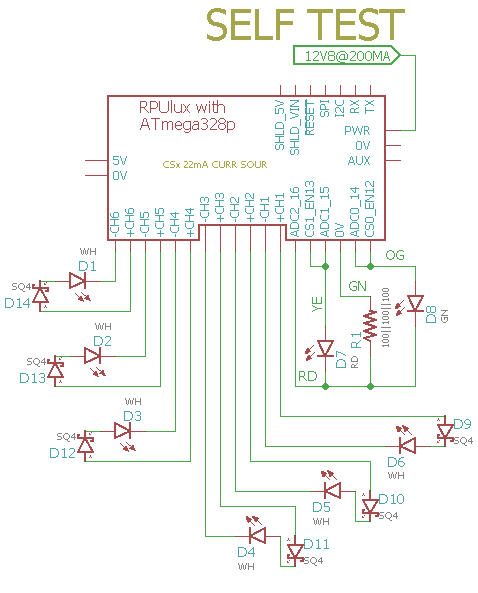 SELF TEST
12V8@200MA
RPUlux with
ATmega328p
CSx 22mA CURR SOUR
SHLD_5V
SHLD_VIN
RESET
SPI
I2C
RX
TX
PWR
0V
AUX
5V
0V
-CH6
+CH6
-CH5
+CH5
-CH4
+CH4
-CH3
+CH3
-CH2
+CH2
-CH1
+CH1
ADC2_16
CS1_EN13
ADC1_15
0V
ADC0_14
CS0_EN12
OG
GN
YE
RD
WH
D1
SQ4
D14
WH
D2
SQ4
D13
WH
D3
SQ4
D12
D7
RD
R1
100||100||100
D8
GN
D9
SQ4
D6
WH
D10
SQ4
D5
WH
D11
SQ4
D4
WH